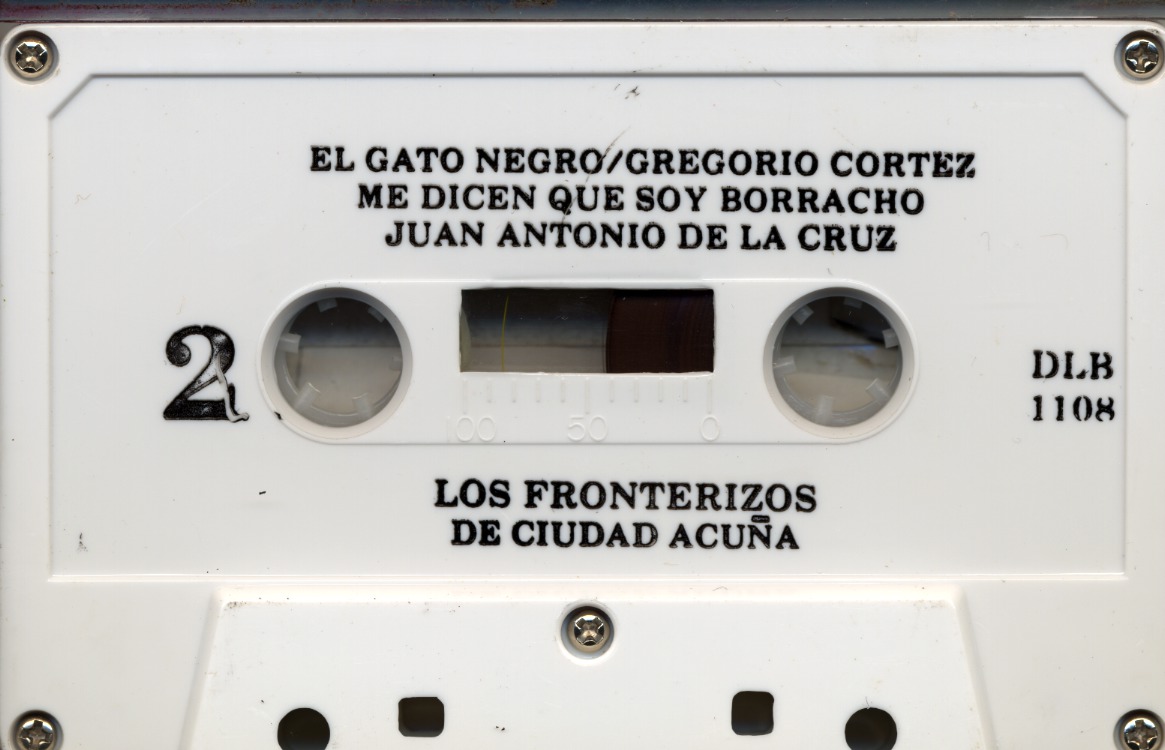 EL GATO NEGRO/GREGORIO CORTEZ
ME DICEN QUE SOY BORRACHO
JUAN ANTONIO DE LA CRUZ
2
DLB
1108
100 50 0
LOS FRONTERIZOS
DE CIUDAD ACUÑA